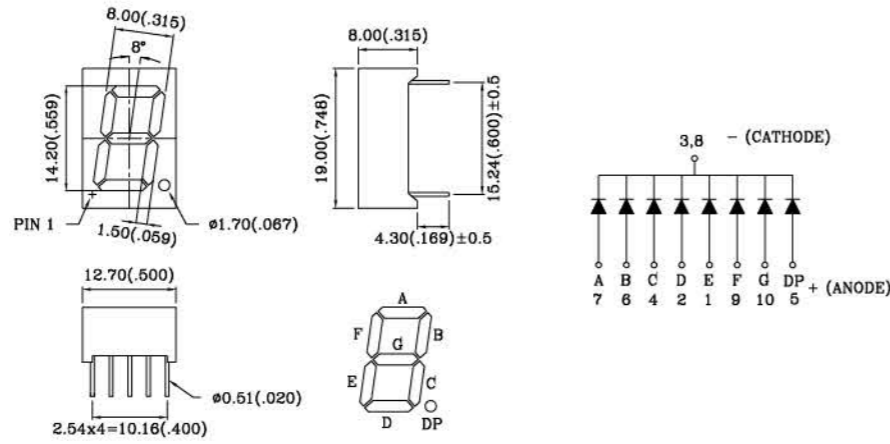 8.00(.315)
8°
14.20(.559)
PIN 1
1.50(.059)
ø1.70(.067)
8.00(.315)
19.00(.748)
15.24(.600)±0.5
4.30(.169)±0.5
3,8 − (CATHODE)
A B C D E F G DP + (ANODE)
7 6 4 2 1 9 10 5
12.70(.500)
ø0.51(.020)
2.54x4=10.16(.400)
A
F B
G
E C
D DP